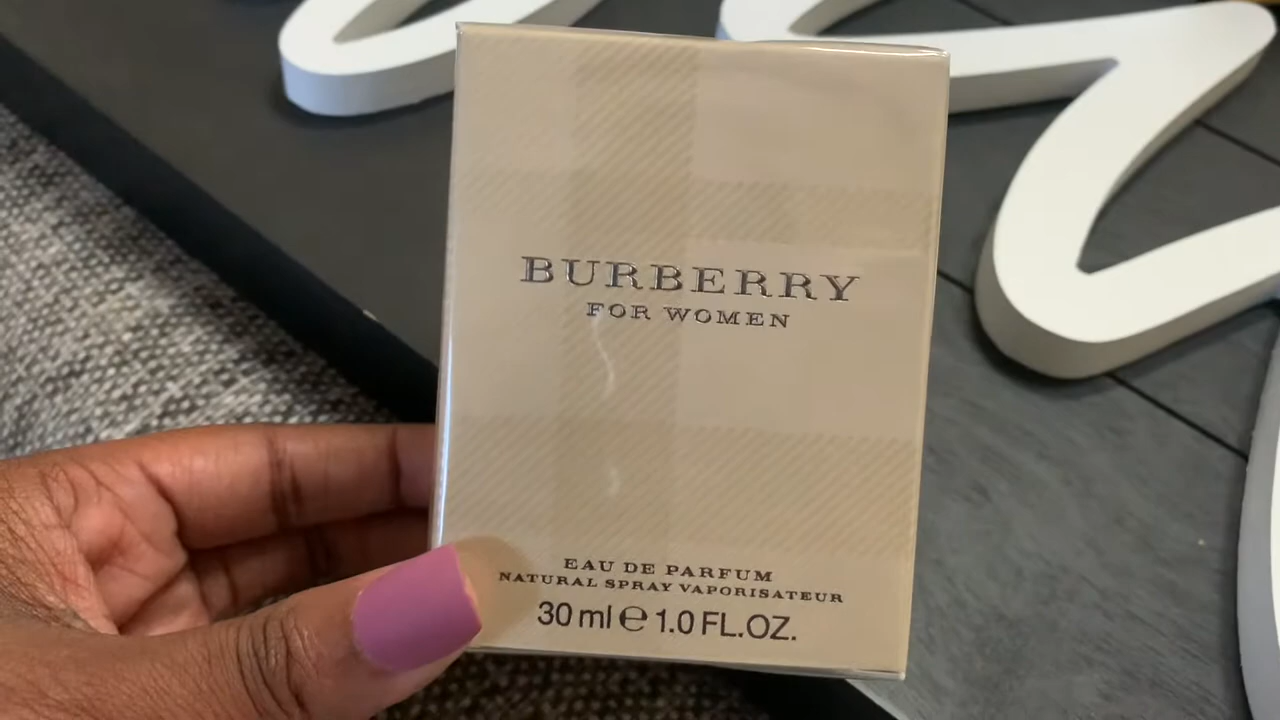 BURBERRY
FOR WOMEN
EAU DE PARFUM
NATURAL SPRAY VAPORISATEUR
30 ml ℮ 1.0 FL.OZ.